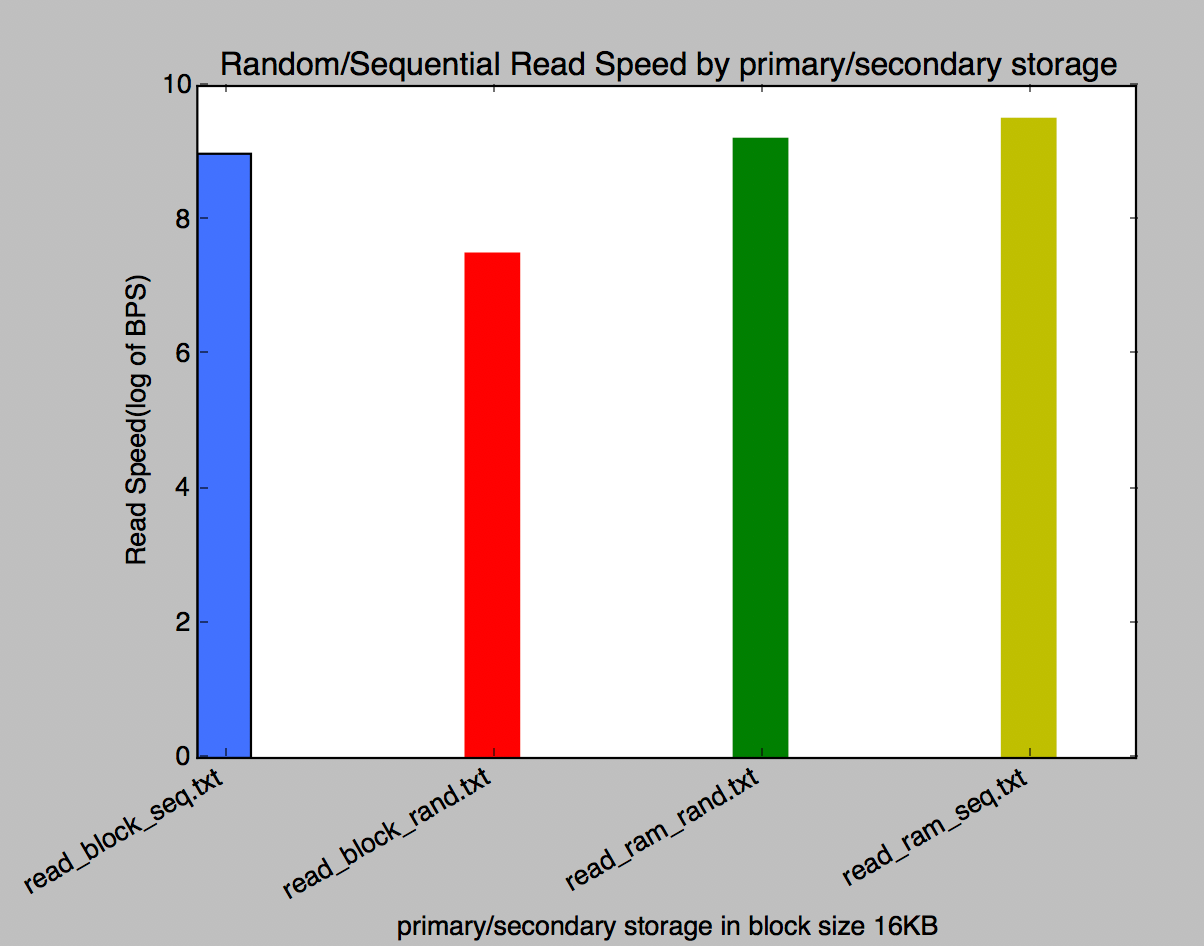 Random/Sequential Read Speed by primary/secondary storage
10
8
6
4
2
0
Read Speed(log of BPS)
read_block_seq.txt
read_block_rand.txt
read_ram_rand.txt
read_ram_seq.txt
primary/secondary storage in block size 16KB